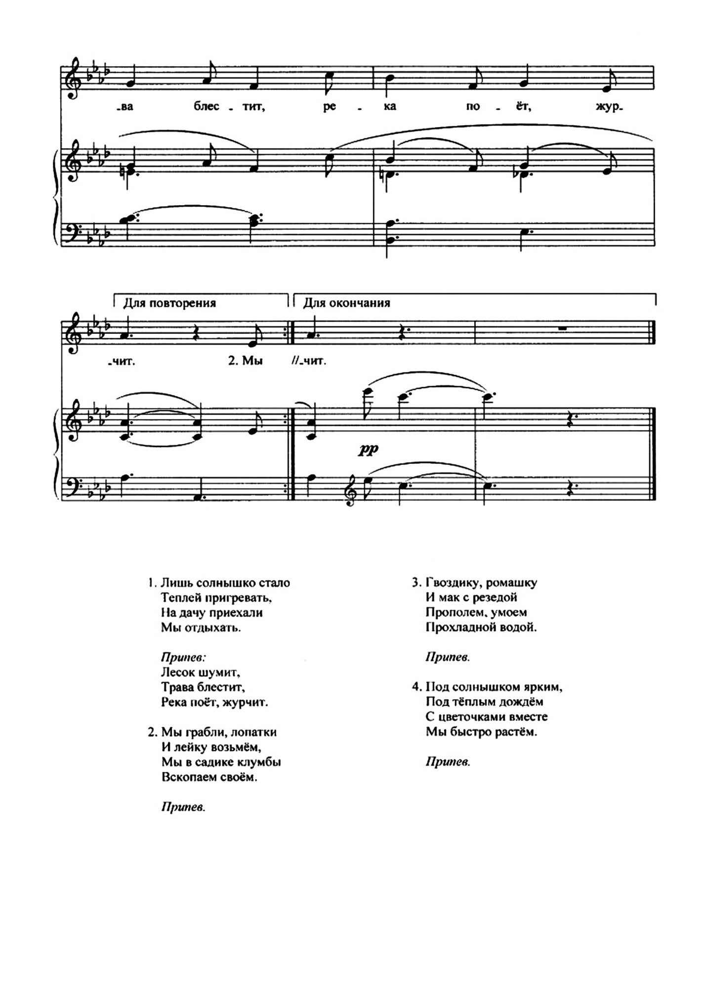 -ва блес - тит, ре - ка по - ёт, жур-
Для повторения Для окончания
-чит. 2. Мы //-чит.
pp
1. Лишь солнышко стало
Теплей пригревать,
На дачу приехали
Мы отдыхать.
Припев:
Лесок шумит,
Трава блестит,
Река поёт, журчит.
2. Мы грабли, лопатки
И лейку возьмём,
Мы в садике клумбы
Вскопаем своём.
Припев.
3. Гвоздику, ромашку
И мак с резедой
Прополем, умоем
Прохладной водой.
Припев.
4. Под солнышком ярким,
Под тёплым дождём
С цветочками вместе
Мы быстро растём.
Припев.